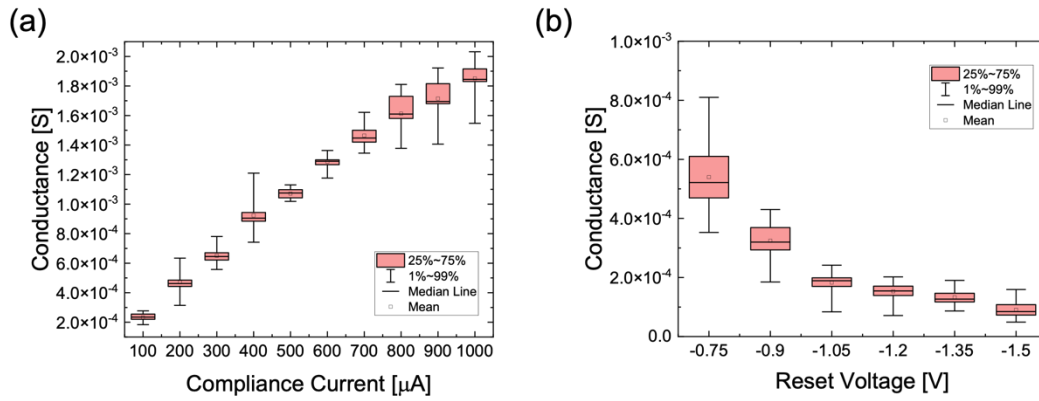 (a)
Conductance [S]
2.0×10⁻³
1.8×10⁻³
1.6×10⁻³
1.4×10⁻³
1.2×10⁻³
1.0×10⁻³
8.0×10⁻⁴
6.0×10⁻⁴
4.0×10⁻⁴
2.0×10⁻⁴
25%~75%
1%~99%
Median Line
Mean
100 200 300 400 500 600 700 800 900 1000
Compliance Current [μA]
(b)
Conductance [S]
1.0×10⁻³
8.0×10⁻⁴
6.0×10⁻⁴
4.0×10⁻⁴
2.0×10⁻⁴
0.0
25%~75%
1%~99%
Median Line
Mean
-0.75 -0.9 -1.05 -1.2 -1.35 -1.5
Reset Voltage [V]